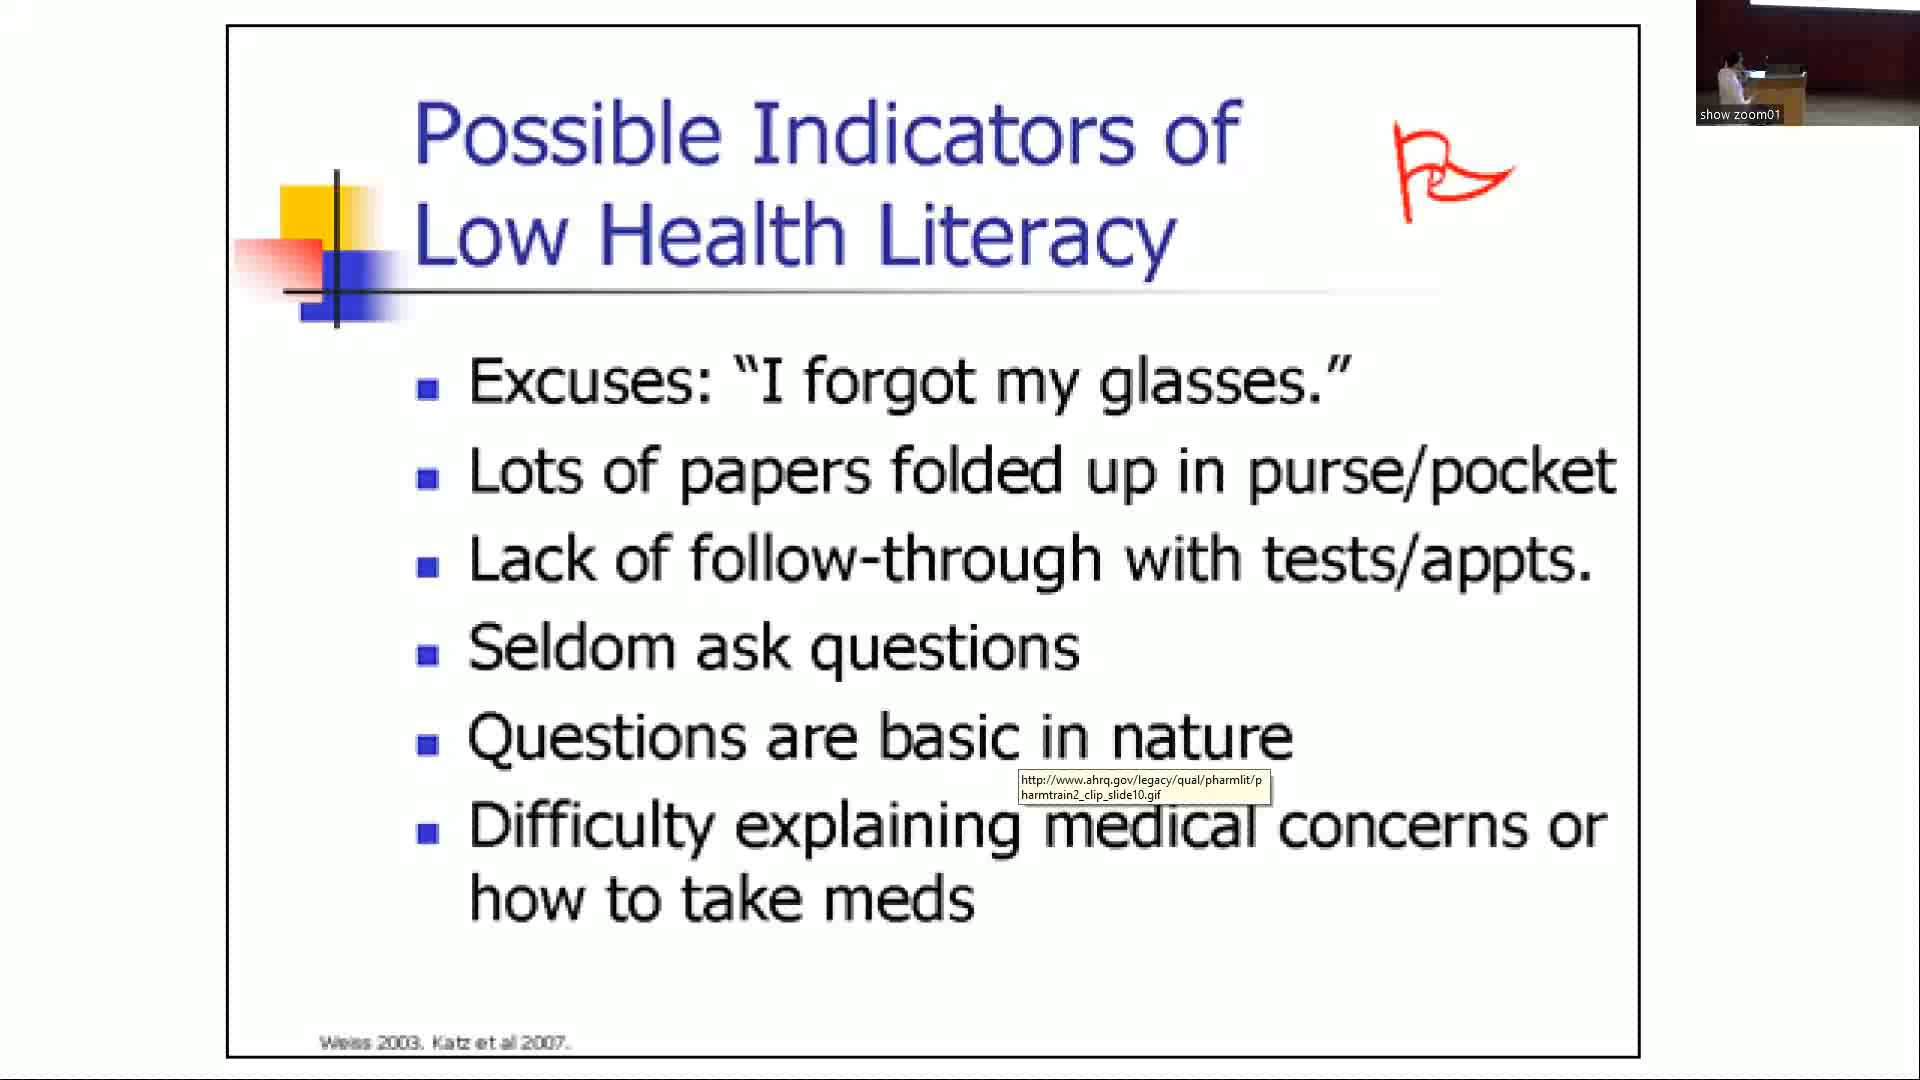 show zoom01
Possible Indicators of
Low Health Literacy
Excuses: “I forgot my glasses.”
Lots of papers folded up in purse/pocket
Lack of follow-through with tests/appts.
Seldom ask questions
Questions are basic in nature
http://www.ahrq.gov/legacy/qual/pharmlit/p
harmtrain2_clip_slide10.gif
Difficulty explaining medical concerns or
how to take meds
Weiss 2003. Katz et al 2007.